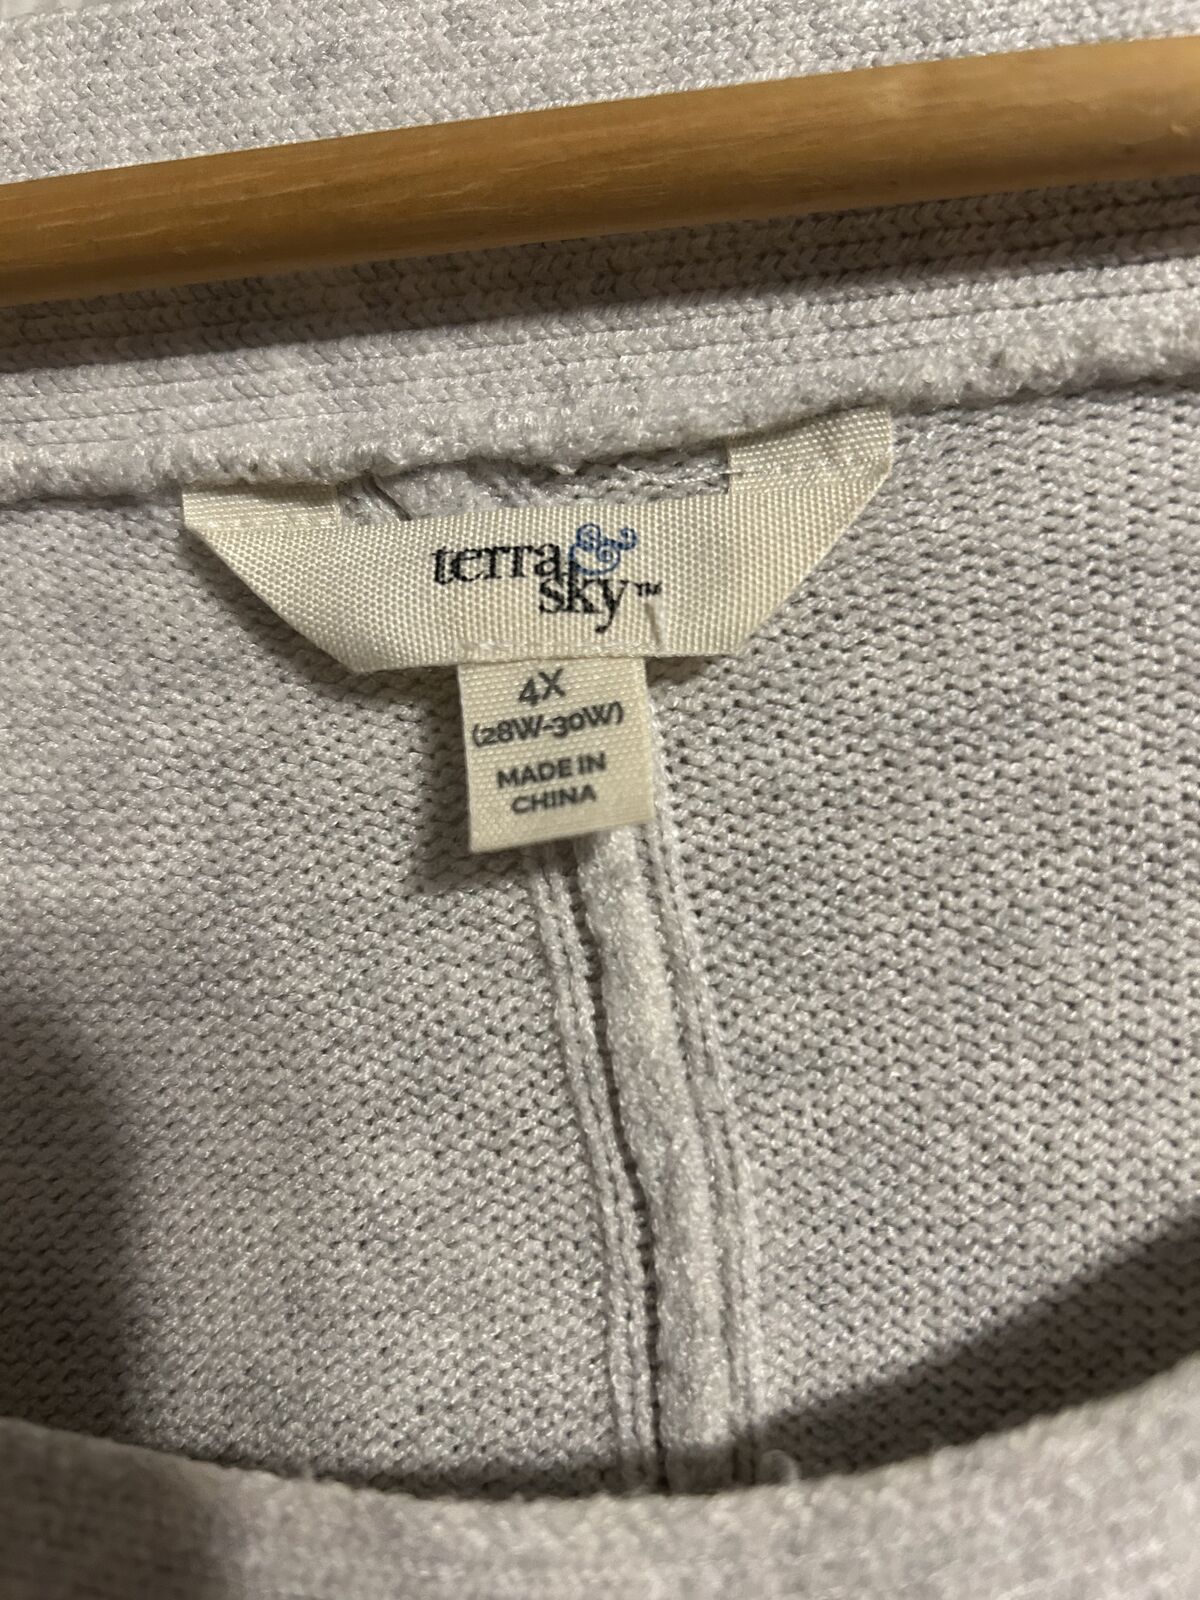 terra &
sky™
4X
(28W-30W)
MADE IN
CHINA